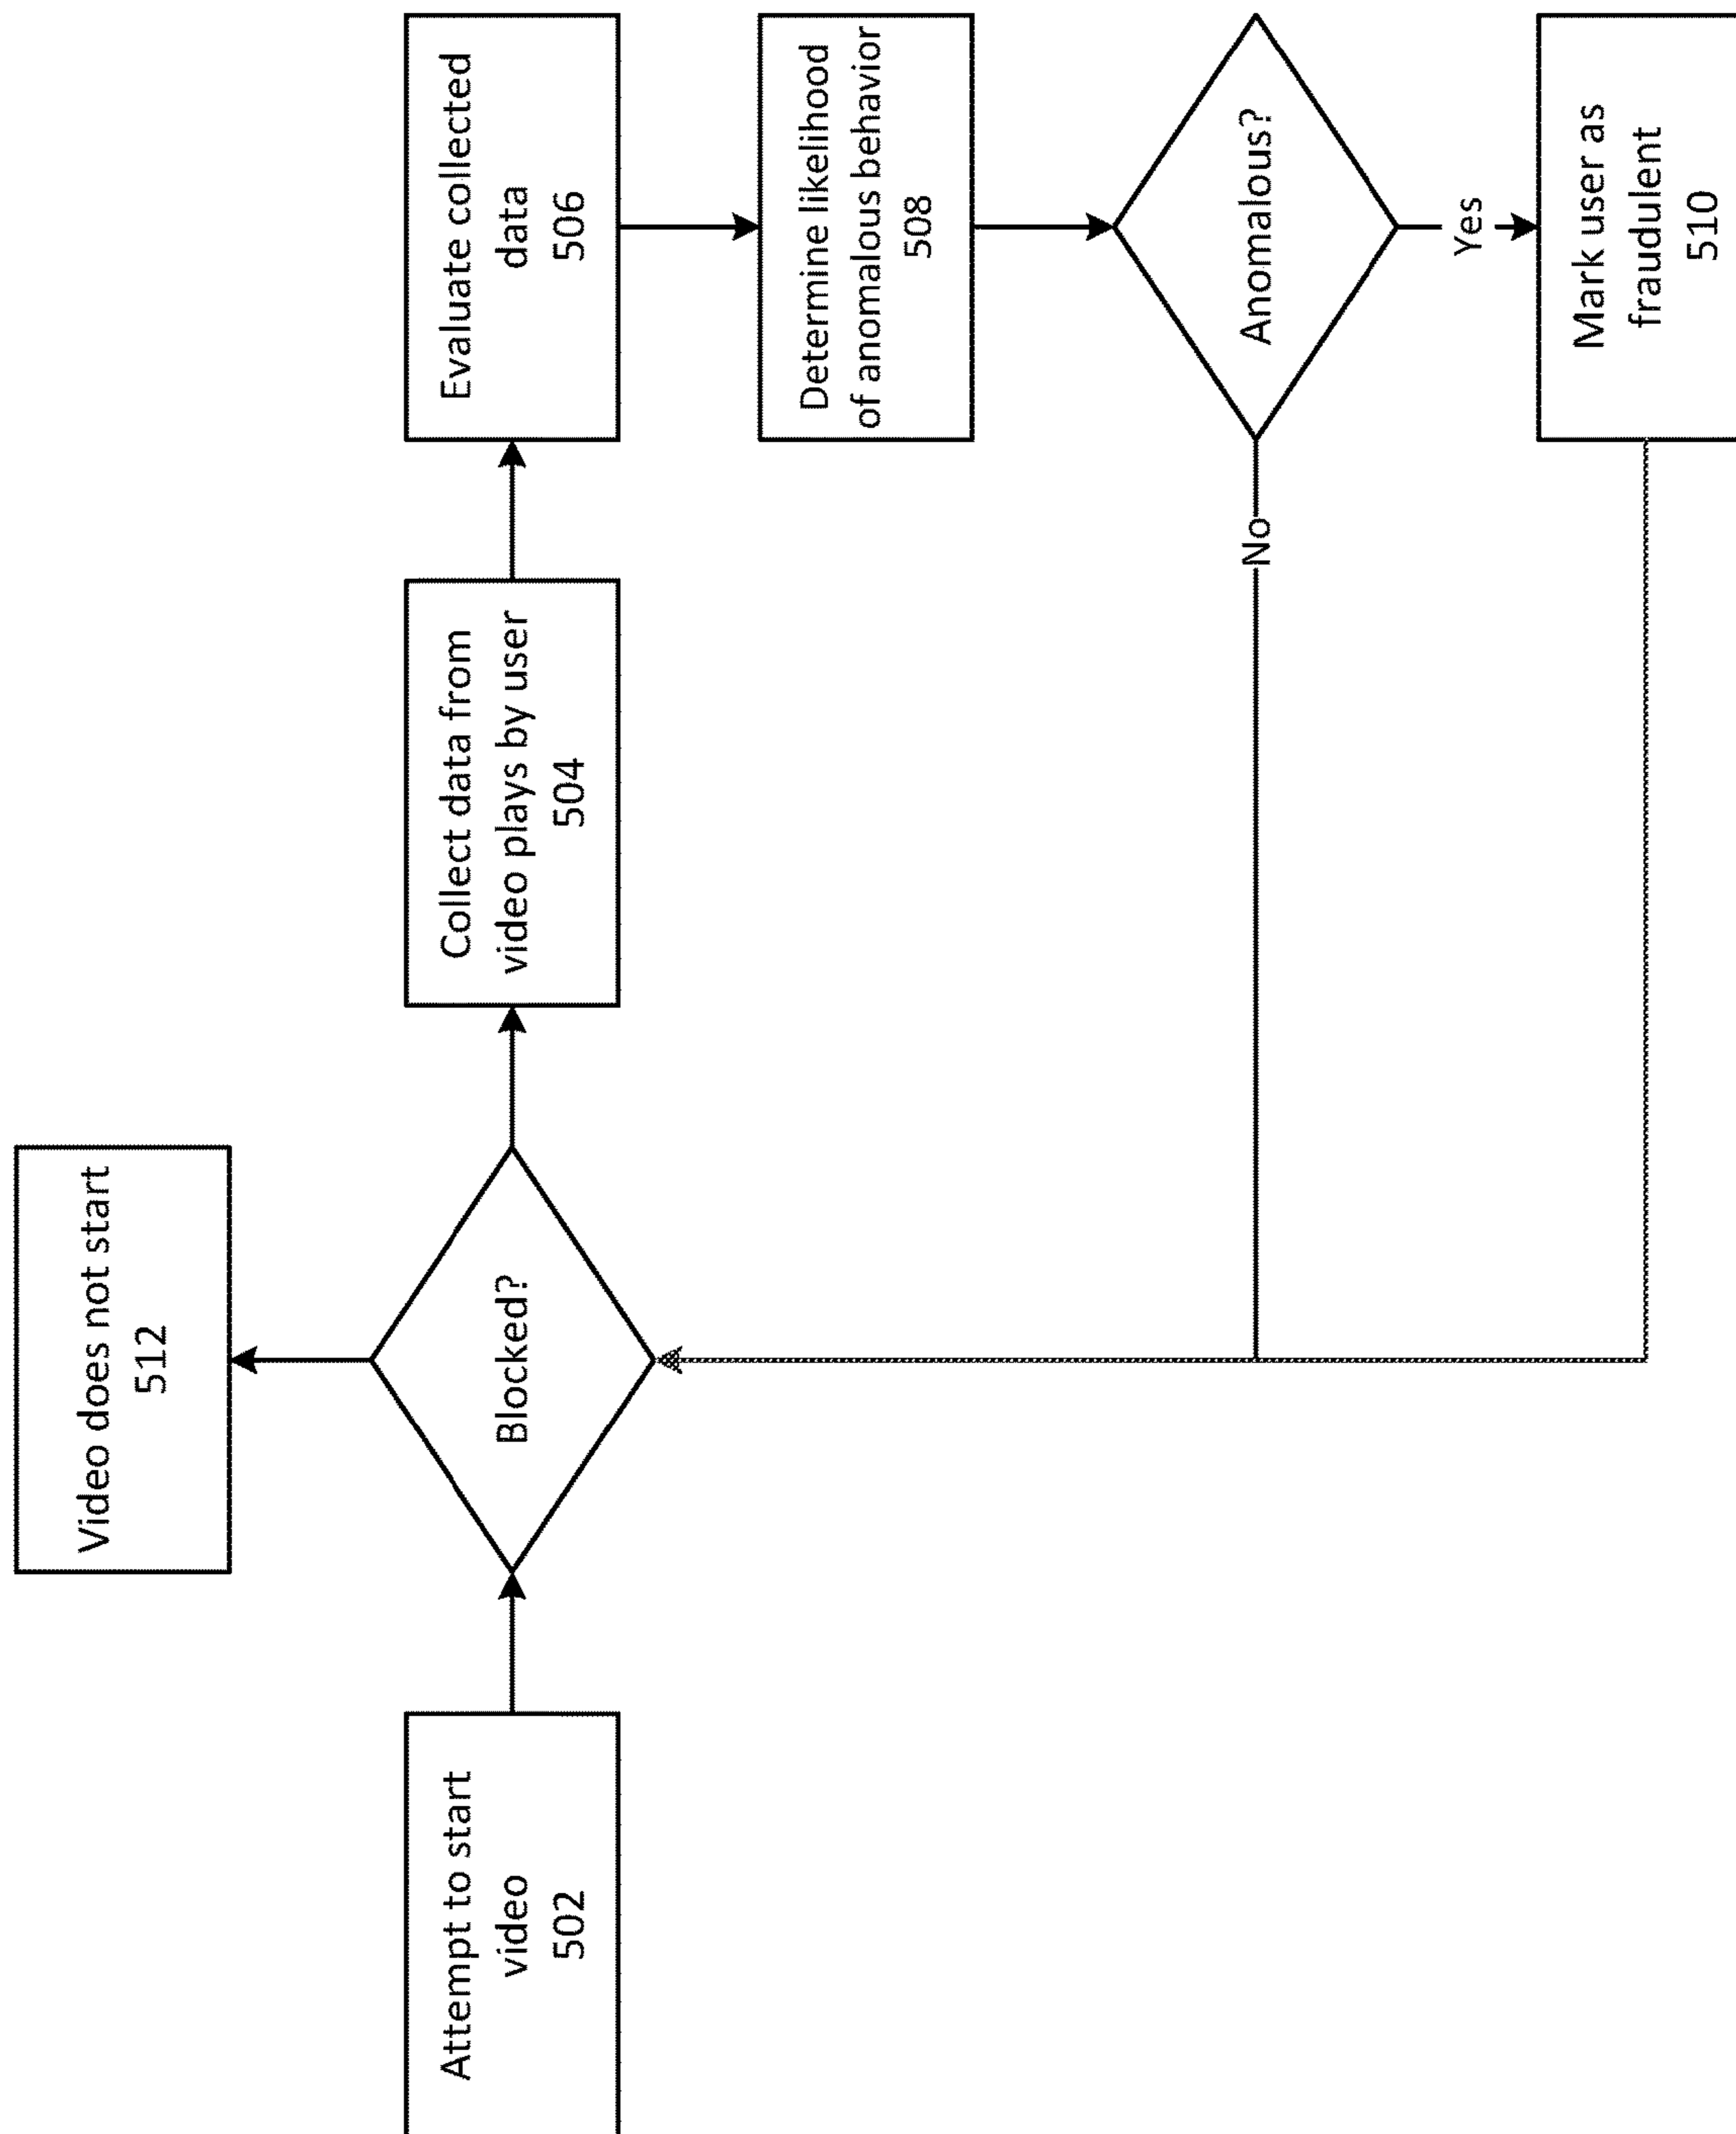 Attempt to start
video
502
Blocked?
Video does not start
512
Collect data from
video plays by user
504
Evaluate collected
data
506
Determine likelihood
of anomalous behavior
508
Anomalous?
No
Yes
Mark user as
fraudulent
510